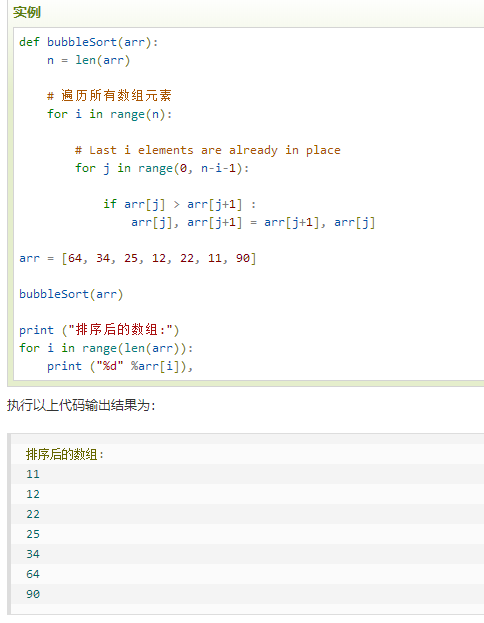 实例
def bubbleSort(arr):
    n = len(arr)
    # 遍历所有数组元素
    for i in range(n):
        # Last i elements are already in place
        for j in range(0, n-i-1):
            if arr[j] > arr[j+1] :
                arr[j], arr[j+1] = arr[j+1], arr[j]
arr = [64, 34, 25, 12, 22, 11, 90]
bubbleSort(arr)
print ("排序后的数组:")
for i in range(len(arr)):
    print ("%d" %arr[i]),
执行以上代码输出结果为:
排序后的数组:
11
12
22
25
34
64
90